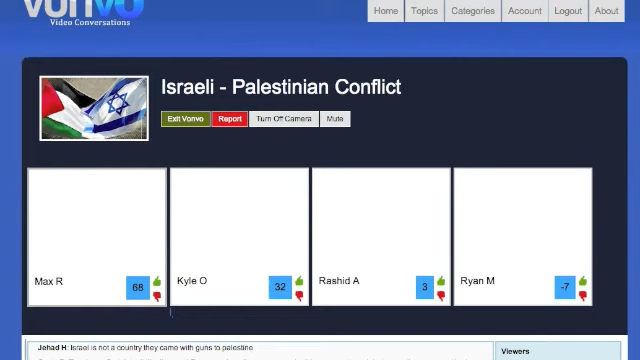 vonvo
Video Conversations
Home Topics Categories Account Logout About
Israeli - Palestinian Conflict
Exit Vonvo Report Turn Off Camera Mute
Max R 68
Kyle O 32
Rashid A 3
Ryan M -7
Jehad H: Israel is not a country they came with guns to palestine
Viewers